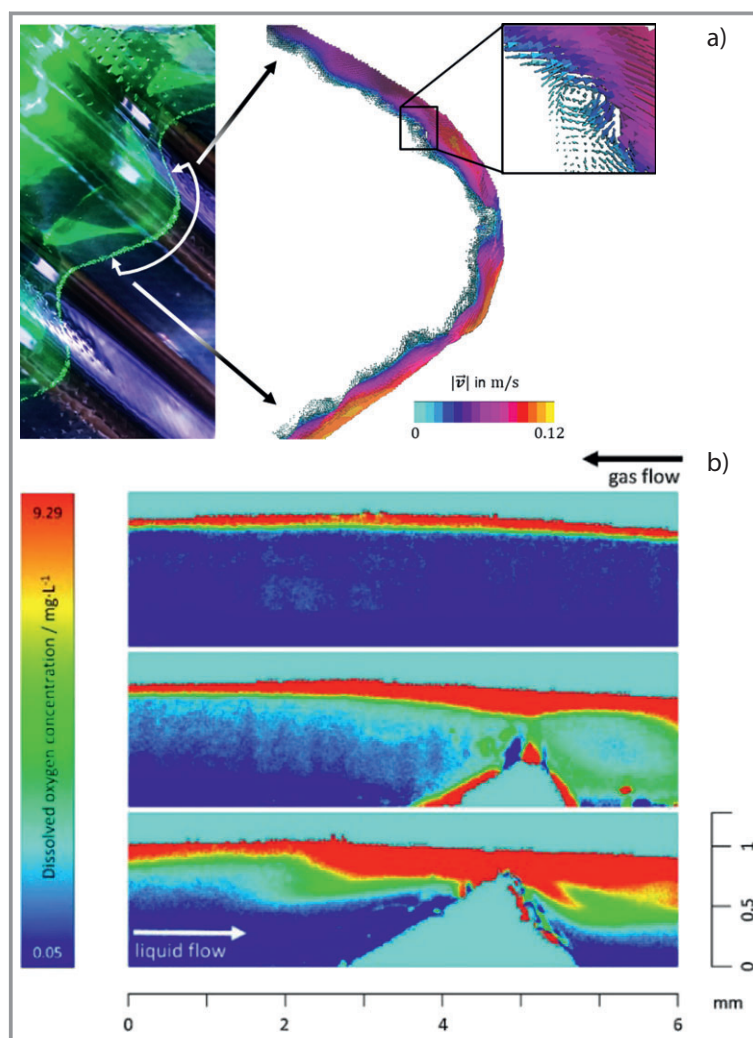 a)
|v⃗| in m/s
0 0.12
b)
gas flow
9.29
Dissolved oxygen concentration / mg·L⁻¹
0.05
liquid flow
1
0.5
0
mm
0 2 4 6